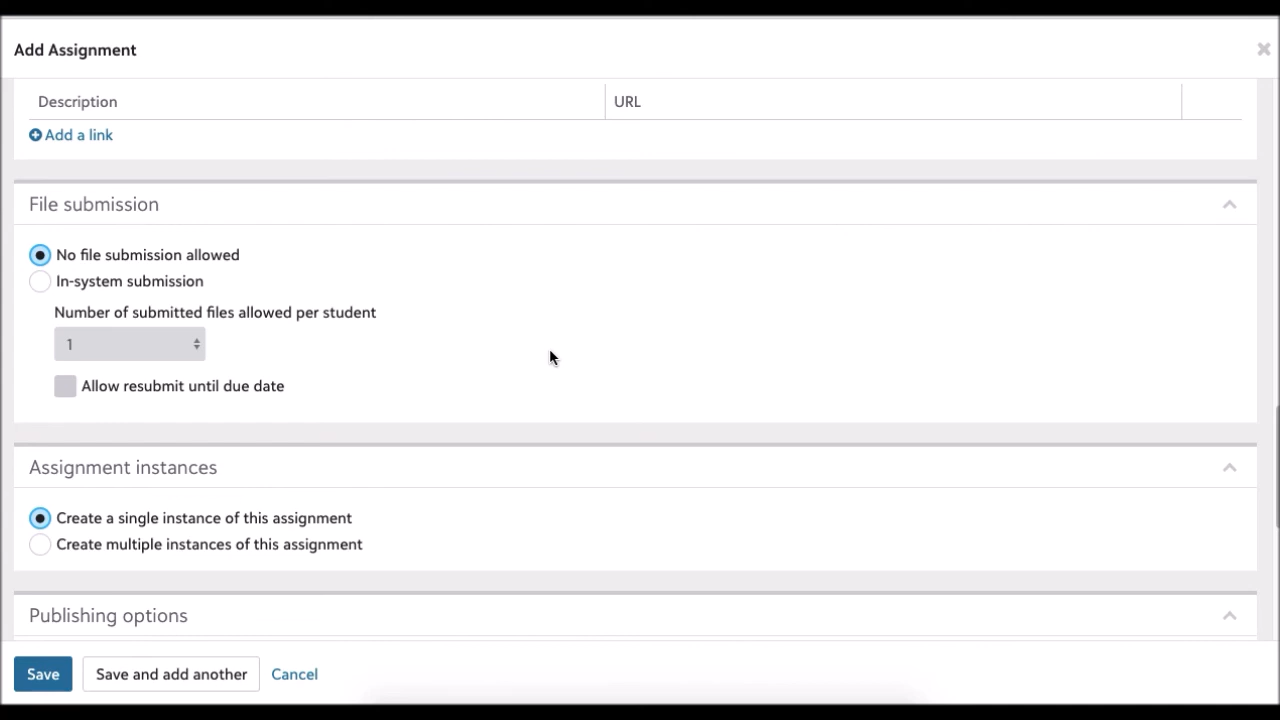 Add Assignment
Description
URL
Add a link
File submission
No file submission allowed
In-system submission
Number of submitted files allowed per student
1
Allow resubmit until due date
Assignment instances
Create a single instance of this assignment
Create multiple instances of this assignment
Publishing options
Save
Save and add another
Cancel